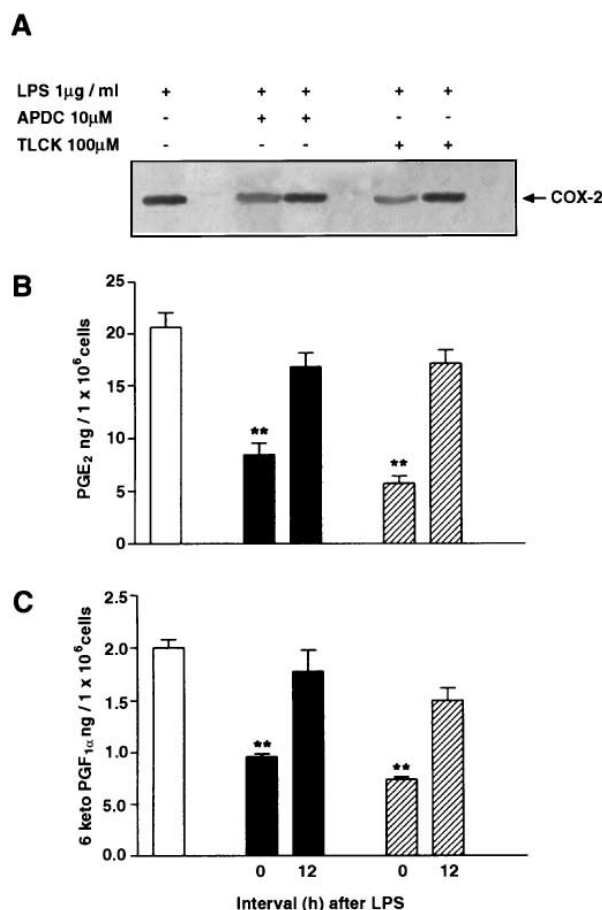 A
LPS 1μg / ml + + + + +
APDC 10μM - + + - -
TLCK 100μM - - - + +
COX-2
B
PGE2 ng / 1 x 10^6 cells
25
20
15
10
5
0
**
**
C
6 keto PGF1α ng / 1 x 10^6 cells
2.5
2.0
1.5
1.0
5.0
0.0
**
**
0 12 0 12
Interval (h) after LPS